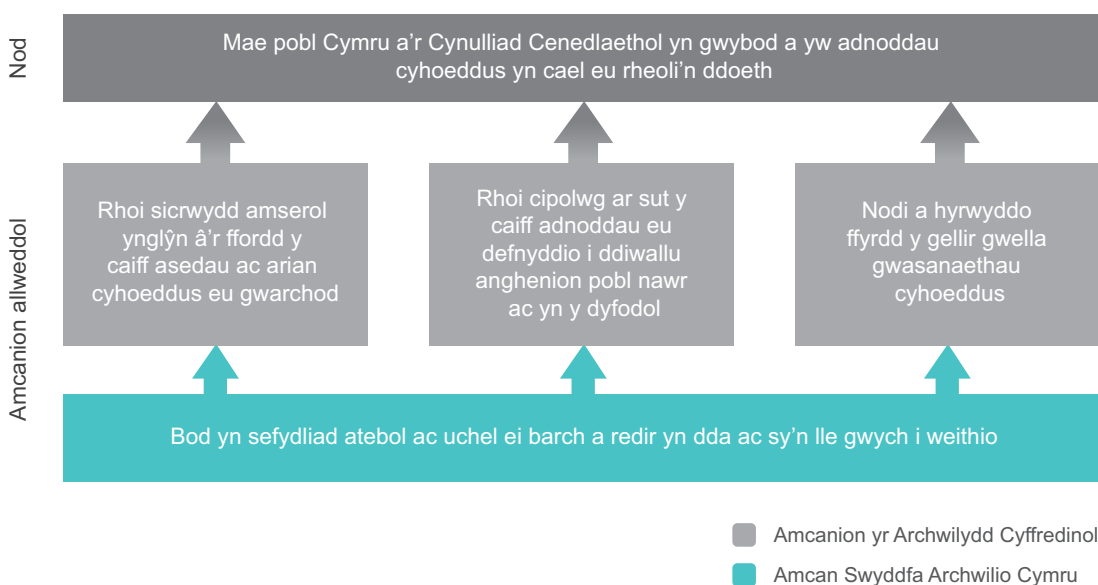 Nod
Mae pobl Cymru a’r Cynulliad Cenedlaethol yn gwybod a yw adnoddau
cyhoeddus yn cael eu rheoli’n ddoeth
Amcanion allweddol
Rhoi sicrwydd amserol
ynglŷn â’r ffordd y
caiff asedau ac arian
cyhoeddus eu gwarchod
Rhoi cipolwg ar sut y
caiff adnoddau eu
defnyddio i ddiwallu
anghenion pobl nawr
ac yn y dyfodol
Nodi a hyrwyddo
ffyrdd y gellir gwella
gwasanaethau
cyhoeddus
Bod yn sefydliad atebol ac uchel ei barch a redir yn dda ac sy’n lle gwych i weithio
Amcanion yr Archwilydd Cyffredinol
Amcan Swyddfa Archwilio Cymru